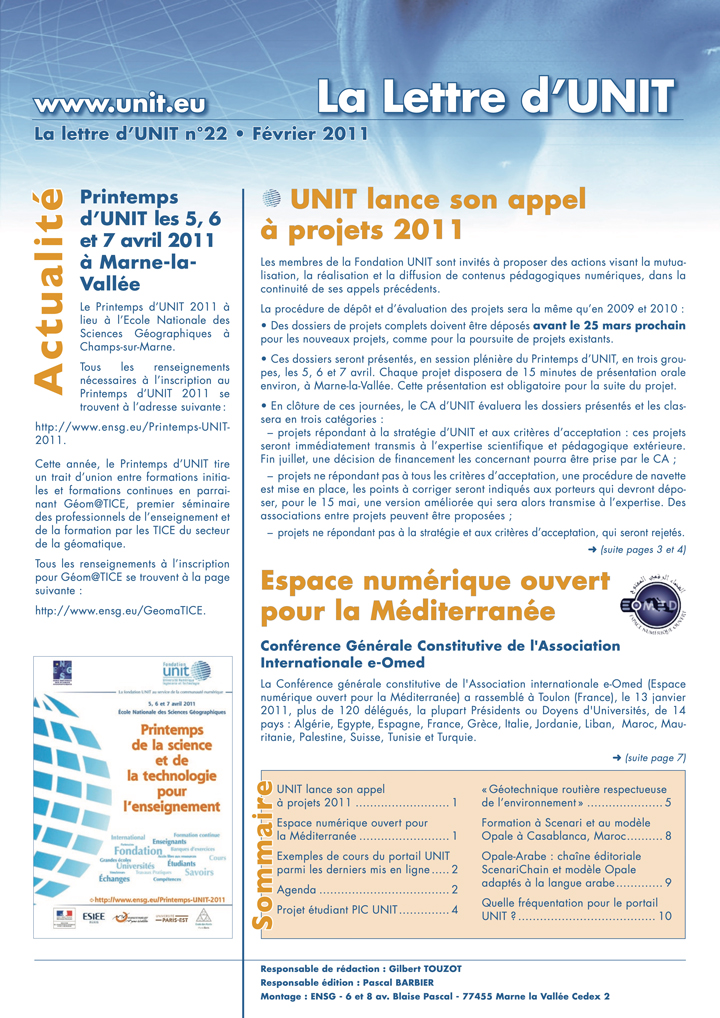 www.unit.eu
La Lettre d'UNIT
La lettre d'UNIT n°22 • Février 2011
Actualité
Printemps
d'UNIT les 5, 6
et 7 avril 2011
à Marne-la-
Vallée
Le Printemps d'UNIT 2011 à
lieu à l'Ecole Nationale des
Sciences Géographiques à
Champs-sur-Marne.
Tous les renseignements
nécessaires à l'inscription au
Printemps d'UNIT 2011 se
trouvent à l'adresse suivante :
http://www.ensg.eu/Printemps-UNIT-
2011.
Cette année, le Printemps d'UNIT tire
un trait d'union entre formations initia-
les et formations continues en parrai-
nant Géom@TICE, premier séminaire
des professionnels de l'enseignement et
de la formation par les TICE du secteur
de la géomatique.
Tous les renseignements à l'inscription
pour Géom@TICE se trouvent à la page
suivante :
http://www.ensg.eu/GeomaTICE.
Fondation
unit
La fondation UNIT au service de la communauté numérique
5, 6 et 7 avril 2011
École Nationale des Sciences Géographiques
Printemps
de la science
et de
la technologie
pour
l'enseignement
International
Formation continue
Enseignants
Fondation
Banques d'exercices
Grandes écoles
Universités
Étudiants
Cours
Travaux Pratiques
Savoirs
Échanges
Compétences
http://www.ensg.eu/Printemps-UNIT-2011
ESIEE
PARIS-EST
UNIT lance son appel
à projets 2011
Les membres de la Fondation UNIT sont invités à proposer des actions visant la mutua-
lisation, la réalisation et la diffusion de contenus pédagogiques numériques, dans la
continuité de ses appels précédents.
La procédure de dépôt et d'évaluation des projets sera la même qu'en 2009 et 2010 :
• Des dossiers de projets complets doivent être déposés avant le 25 mars prochain
pour les nouveaux projets, comme pour la poursuite de projets existants.
• Ces dossiers seront présentés, en session plénière du Printemps d'UNIT, en trois grou-
pes, les 5, 6 et 7 avril. Chaque projet disposera de 15 minutes de présentation orale
environ, à Marne-la-Vallée. Cette présentation est obligatoire pour la suite du projet.
• En clôture de ces journées, le CA d'UNIT évaluera les dossiers présentés et les clas-
sera en trois catégories :
– projets répondant à la stratégie d'UNIT et aux critères d'acceptation : ces projets
seront immédiatement transmis à l'expertise scientifique et pédagogique extérieure.
Fin juillet, une décision de financement les concernant pourra être prise par le CA ;
– projets ne répondant pas à tous les critères d'acceptation, une procédure de navette
est mise en place, les points à corriger seront indiqués aux porteurs qui devront dépo-
ser, pour le 15 mai, une version améliorée qui sera alors transmise à l'expertise. Des
associations entre projets peuvent être proposées ;
– projets ne répondant pas à la stratégie et aux critères d'acceptation, qui seront rejetés.
➜ (suite pages 3 et 4)
Espace numérique ouvert
pour la Méditerranée
EOMED
Conférence Générale Constitutive de l'Association
Internationale e-Omed
La Conférence générale constitutive de l'Association internationale e-Omed (Espace
numérique ouvert pour la Méditerranée) a rassemblé à Toulon (France), le 13 janvier
2011, plus de 120 délégués, la plupart Présidents ou Doyens d'Universités, de 14
pays : Algérie, Egypte, Espagne, France, Grèce, Italie, Jordanie, Liban, Maroc, Mau-
ritanie, Palestine, Suisse, Tunisie et Turquie.
➜ (suite page 7)
Sommaire
UNIT lance son appel
à projets 2011 .......................... 1
Espace numérique ouvert pour
la Méditerranée ......................... 1
Exemples de cours du portail UNIT
parmi les derniers mis en ligne ..... 2
Agenda .................................... 2
Projet étudiant PIC UNIT .............. 4
« Géotechnique routière respectueuse
de l'environnement » ..................... 5
Formation à Scenari et au modèle
Opale à Casablanca, Maroc.......... 8
Opale-Arabe : chaîne éditoriale
ScenariChain et modèle Opale
adaptés à la langue arabe ............. 9
Quelle fréquentation pour le portail
UNIT ? ...................................... 10
Responsable de rédaction : Gilbert TOUZOT
Responsable édition : Pascal BARBIER
Montage : ENSG - 6 et 8 av. Blaise Pascal - 77455 Marne la Vallée Cedex 2